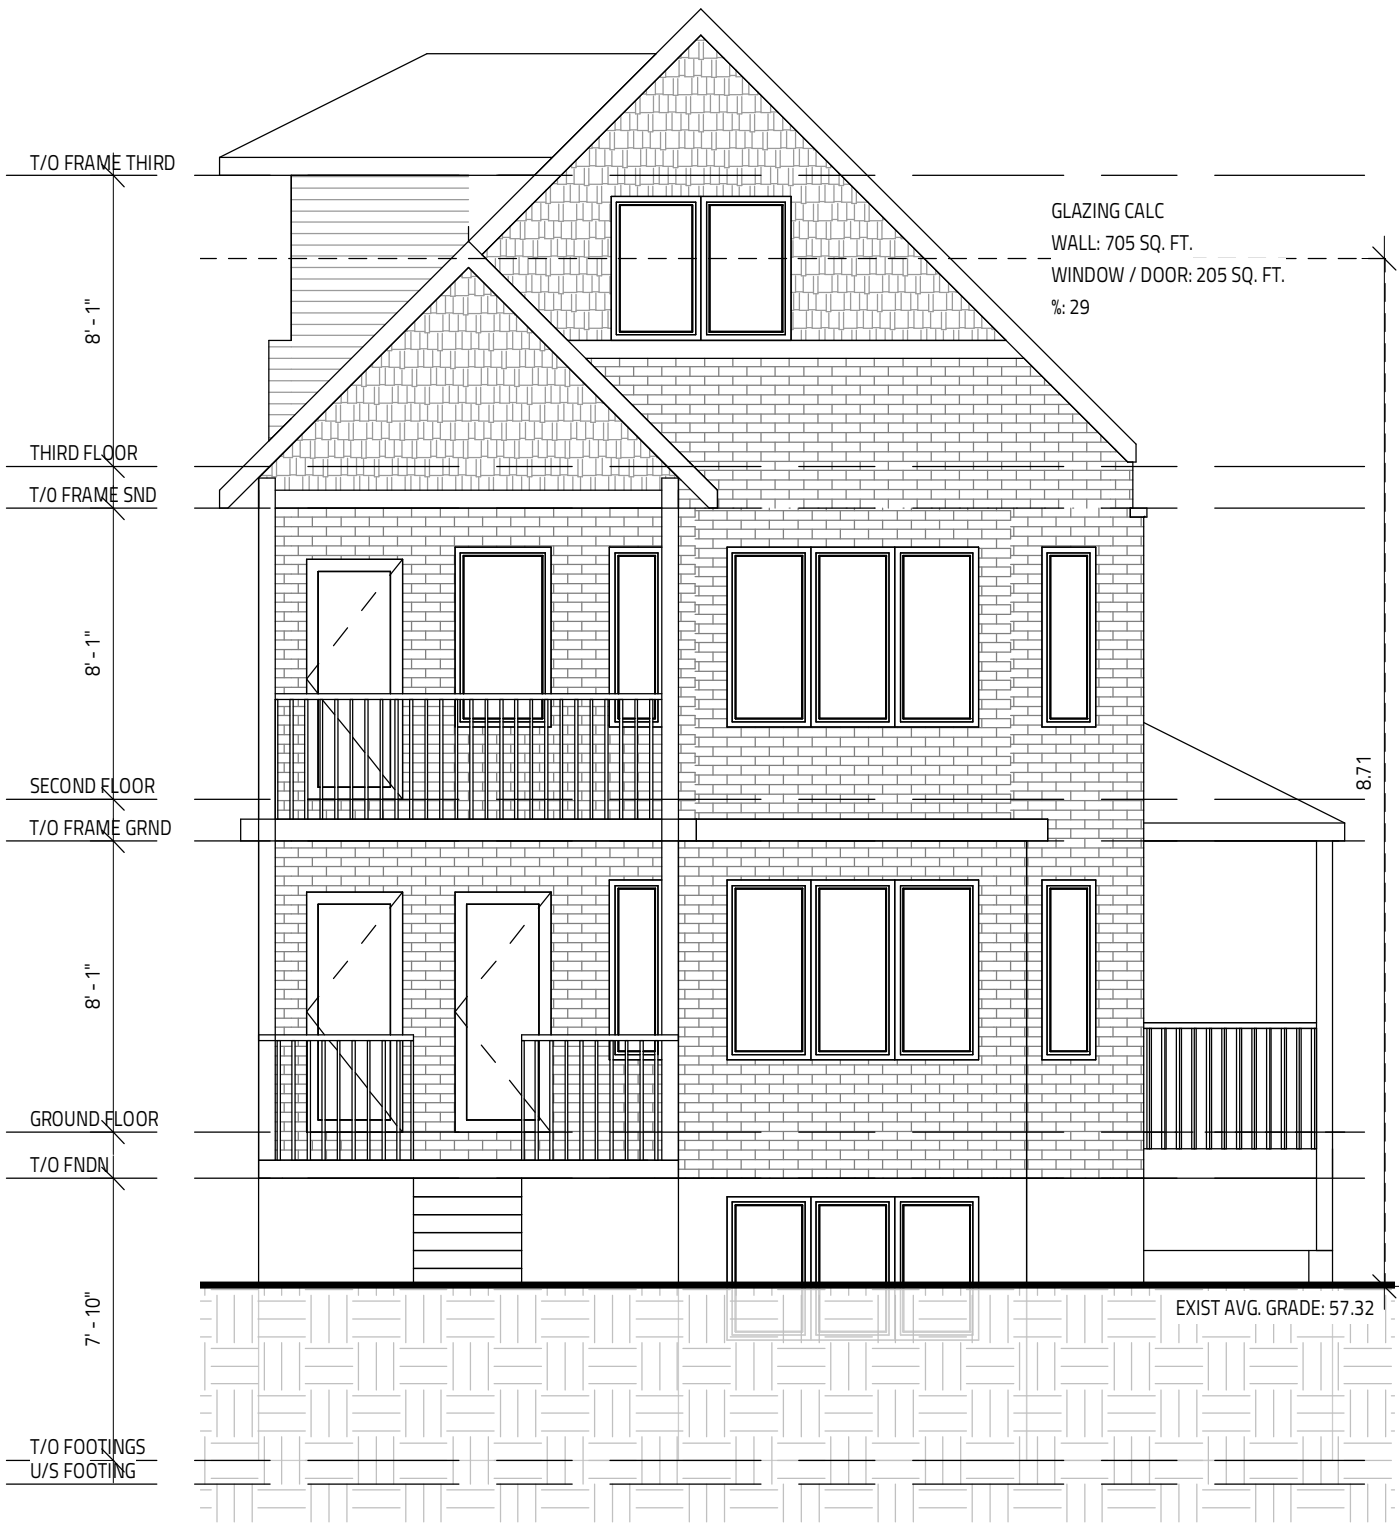 T/O FRAME THIRD
GLAZING CALC
WALL: 705 SQ. FT.
WINDOW / DOOR: 205 SQ. FT.
%: 29
8' - 1"
THIRD FLOOR
T/O FRAME SND
8' - 1"
8.71
SECOND FLOOR
T/O FRAME GRND
8' - 1"
GROUND FLOOR
T/O FNDN
EXIST AVG. GRADE: 57.32
7' - 10"
T/O FOOTINGS
U/S FOOTING